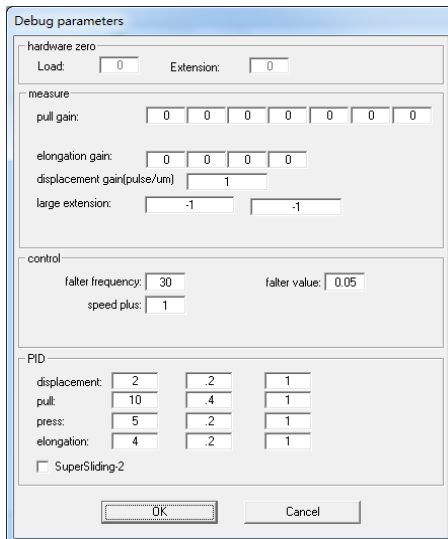 Debug parameters
hardware zero
Load: 0 Extension: 0
measure
pull gain: 0 0 0 0 0 0 0
elongation gain: 0 0 0 0
displacement gain(pulse/um) 1
large extension: -1 -1
control
falter frequency: 30 falter value: 0.05
speed plus: 1
PID
displacement: 2 .2 1
pull: 10 .4 1
press: 5 .2 1
elongation: 4 .2 1
SuperSliding-2
OK Cancel